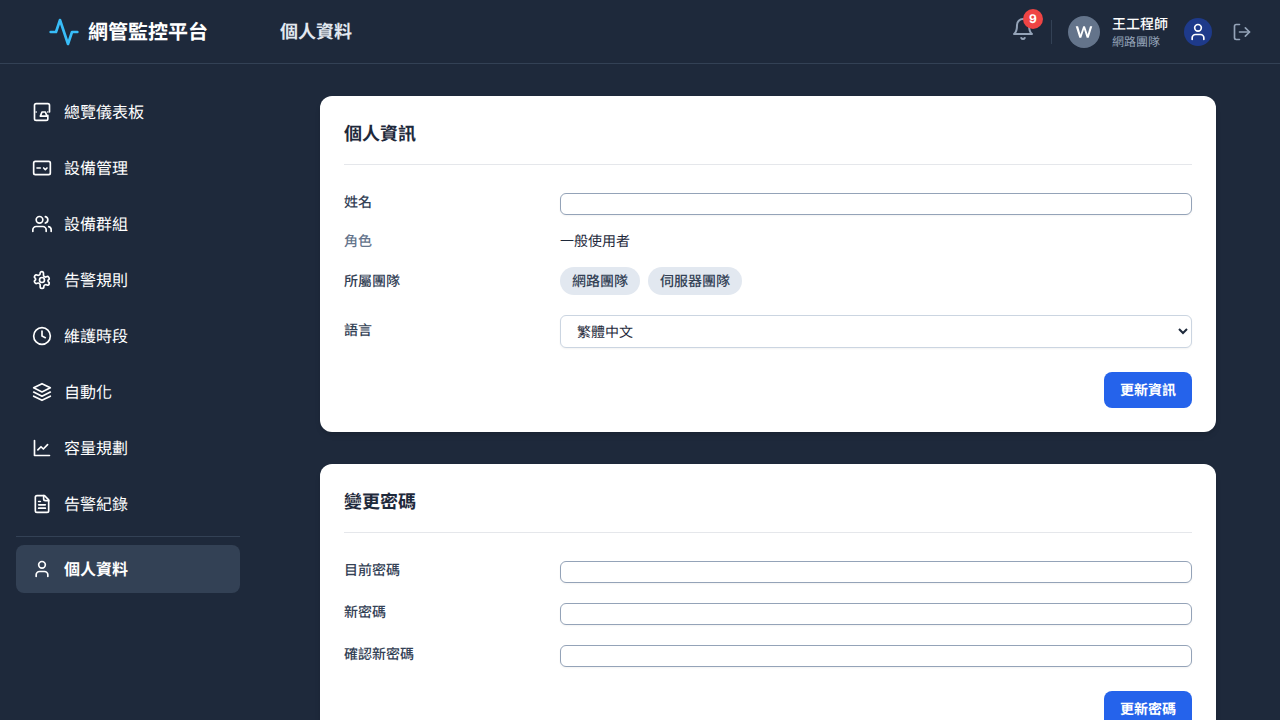 網管監控平台
個人資料
9
W
王工程師
網路團隊
總覽儀表板
設備管理
設備群組
告警規則
維護時段
自動化
容量規劃
告警紀錄
個人資料
個人資訊
姓名
角色
一般使用者
所屬團隊
網路團隊
伺服器團隊
語言
繁體中文
更新資訊
變更密碼
目前密碼
新密碼
確認新密碼
更新密碼